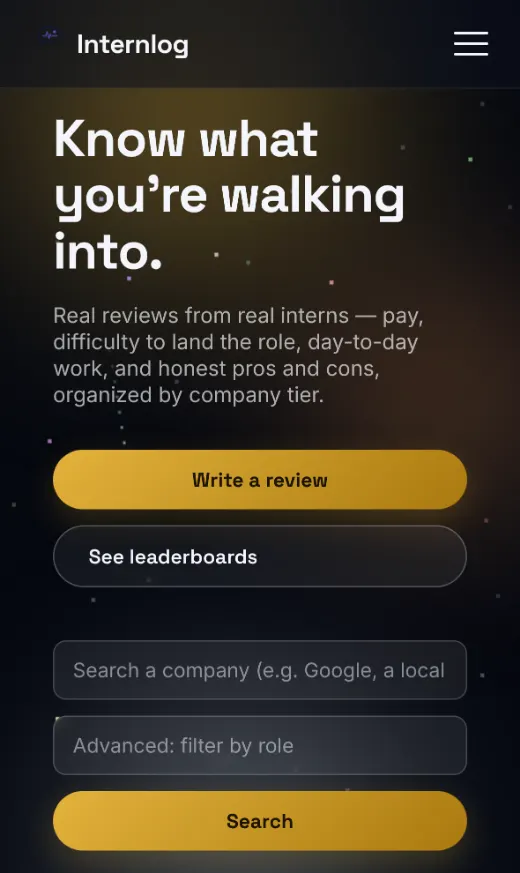 Internlog
Know what
you’re walking
into.
Real reviews from real interns — pay,
difficulty to land the role, day-to-day
work, and honest pros and cons,
organized by company tier.
Write a review
See leaderboards
Search a company (e.g. Google, a local
Advanced: filter by role
Search